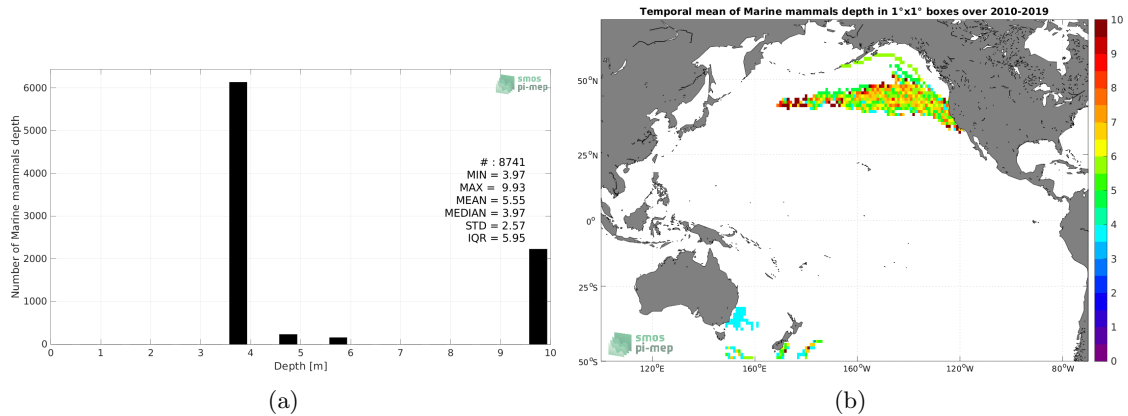 smos
pi-mep
6000
5000
4000
3000
2000
1000
0
Number of Marine mammals depth
# : 8741
MIN = 3.97
MAX = 9.93
MEAN = 5.55
MEDIAN = 3.97
STD = 2.57
IQR = 5.95
0 1 2 3 4 5 6 7 8 9 10
Depth [m]
(a)
Temporal mean of Marine mammals depth in 1°x1° boxes over 2010-2019
50°N
25°N
0°
25°S
50°S
120°E 160°E 160°W 120°W 80°W
smos
pi-mep
10
9
8
7
6
5
4
3
2
1
0
(b)